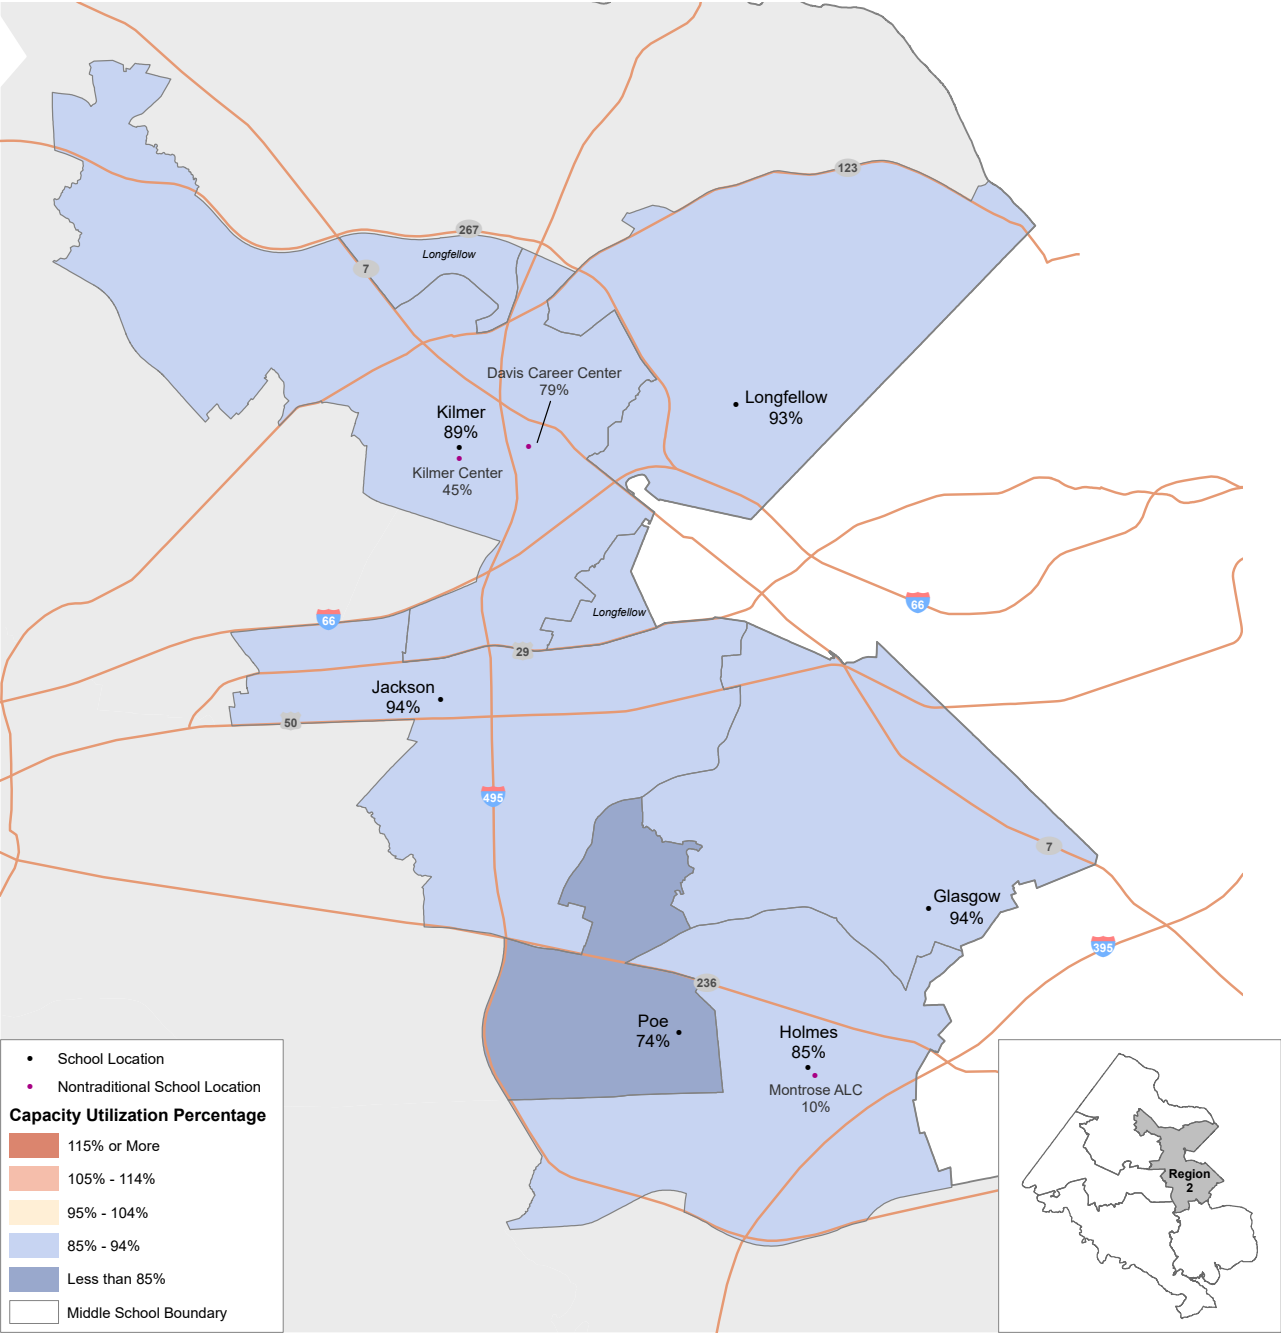 123
267
Longfellow
7
Davis Career Center
79%
Longfellow
93%
Kilmer
89%
Kilmer Center
45%
66
66
Longfellow
29
Jackson
94%
50
495
7
Glasgow
94%
395
236
Poe
74%
Holmes
85%
Montrose ALC
10%
School Location
Nontraditional School Location
Capacity Utilization Percentage
115% or More
105% - 114%
95% - 104%
85% - 94%
Less than 85%
Middle School Boundary
Region
2